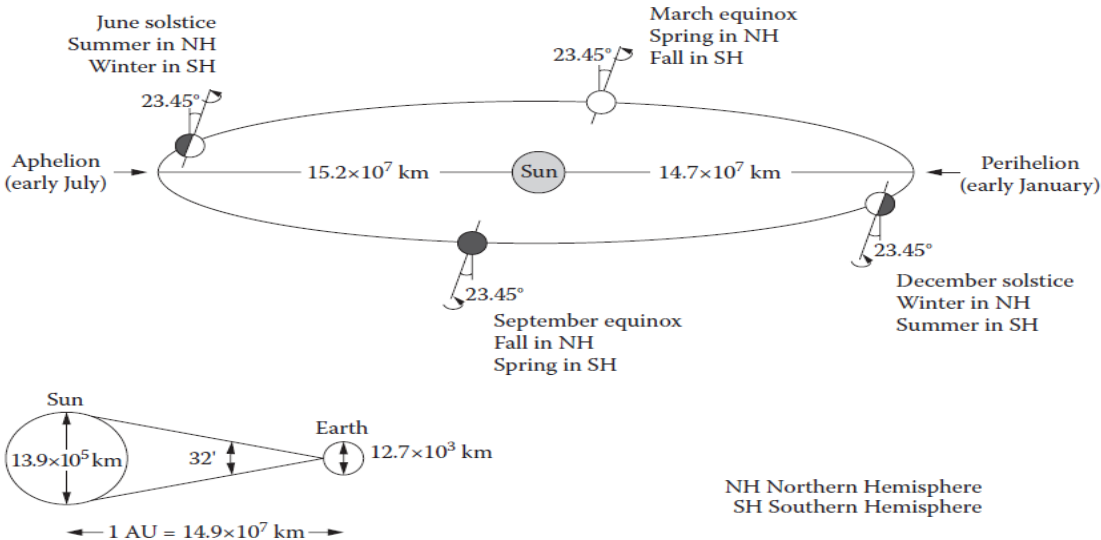 June solstice
Summer in NH
Winter in SH
23.45°
March equinox
Spring in NH
Fall in SH
23.45°
Aphelion
(early July)
15.2×10⁷ km
Sun
14.7×10⁷ km
Perihelion
(early January)
23.45°
September equinox
Fall in NH
Spring in SH
23.45°
December solstice
Winter in NH
Summer in SH
Sun
13.9×10⁵ km
32'
Earth
12.7×10³ km
1 AU = 14.9×10⁷ km
NH Northern Hemisphere
SH Southern Hemisphere